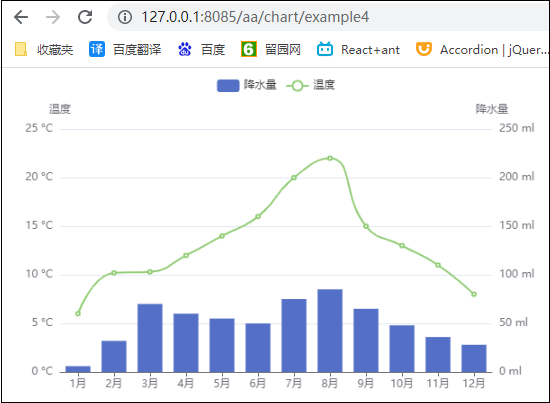 127.0.0.1:8085/aa/chart/example4
收藏夹 译 百度翻译 百度 6 留园网 React+ant Accordion | jQuer...
降水量 温度
温度 降水量
25 °C 250 ml
20 °C 200 ml
15 °C 150 ml
10 °C 100 ml
5 °C 50 ml
0 °C 0 ml
1月 2月 3月 4月 5月 6月 7月 8月 9月 10月 11月 12月